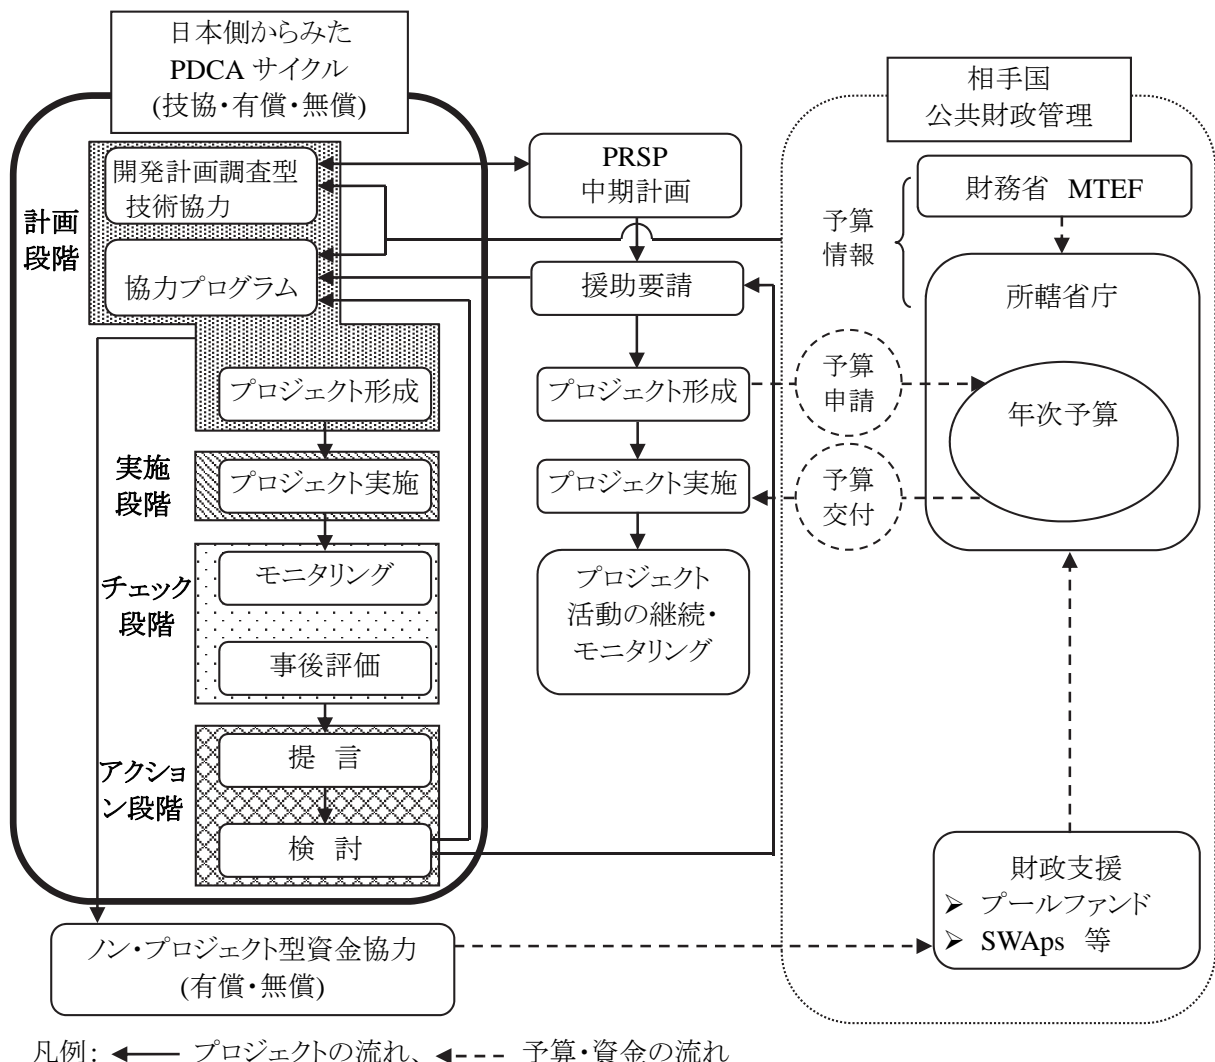 日本側からみた
PDCA サイクル
(技協・有償・無償)
計画
段階
開発計画調査型
技術協力
協力プログラム
プロジェクト形成
実施
段階
プロジェクト実施
チェック
段階
モニタリング
事後評価
アクショ
ン段階
提 言
検 討
ノン・プロジェクト型資金協力
(有償・無償)
PRSP
中期計画
援助要請
プロジェクト形成
プロジェクト実施
プロジェクト
活動の継続・
モニタリング
相手国
公共財政管理
予算
情報
財務省 MTEF
所轄省庁
年次予算
予算
申請
予算
交付
財政支援
➢ プールファンド
➢ SWAps 等
凡例: プロジェクトの流れ、 予算・資金の流れ